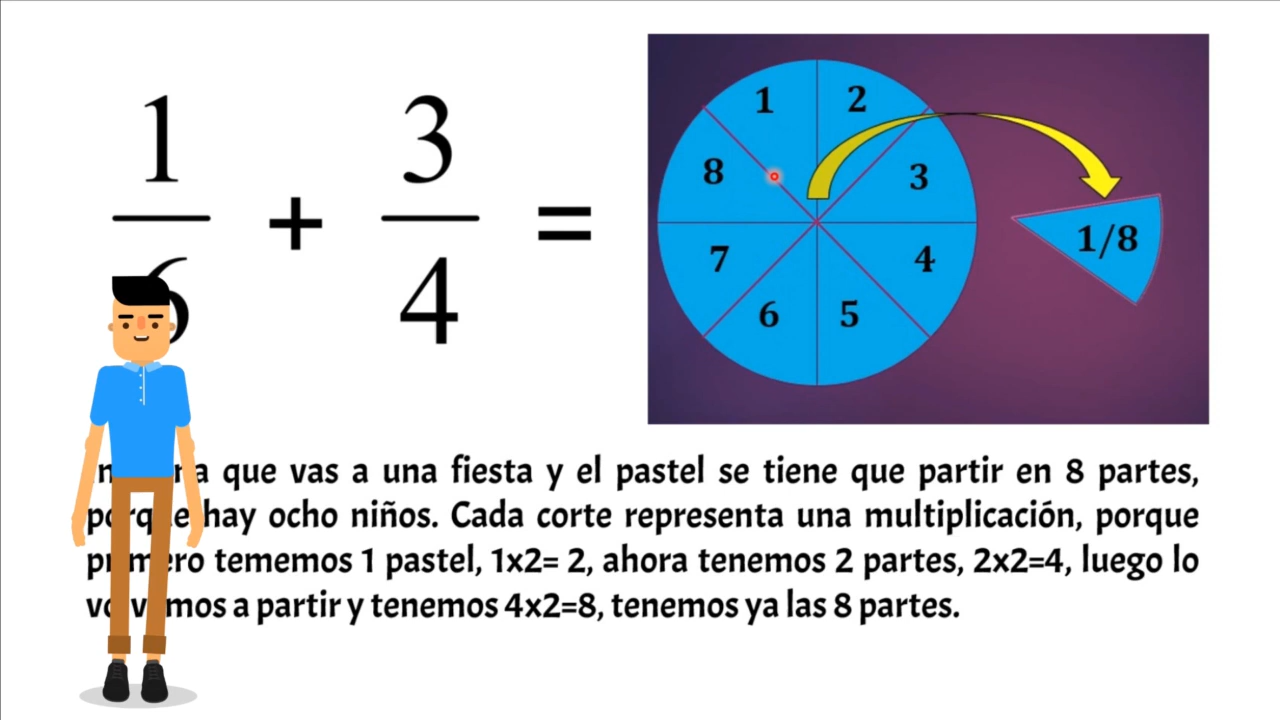 1 + 3 =
6 4
1 2
8 3
7 4
6 5
1/8
que vas a una fiesta y el pastel se tiene que partir en 8 partes,
hay ocho niños. Cada corte representa una multiplicación, porque
tememos 1 pastel, 1x2= 2, ahora tenemos 2 partes, 2x2=4, luego lo
a partir y tenemos 4x2=8, tenemos ya las 8 partes.